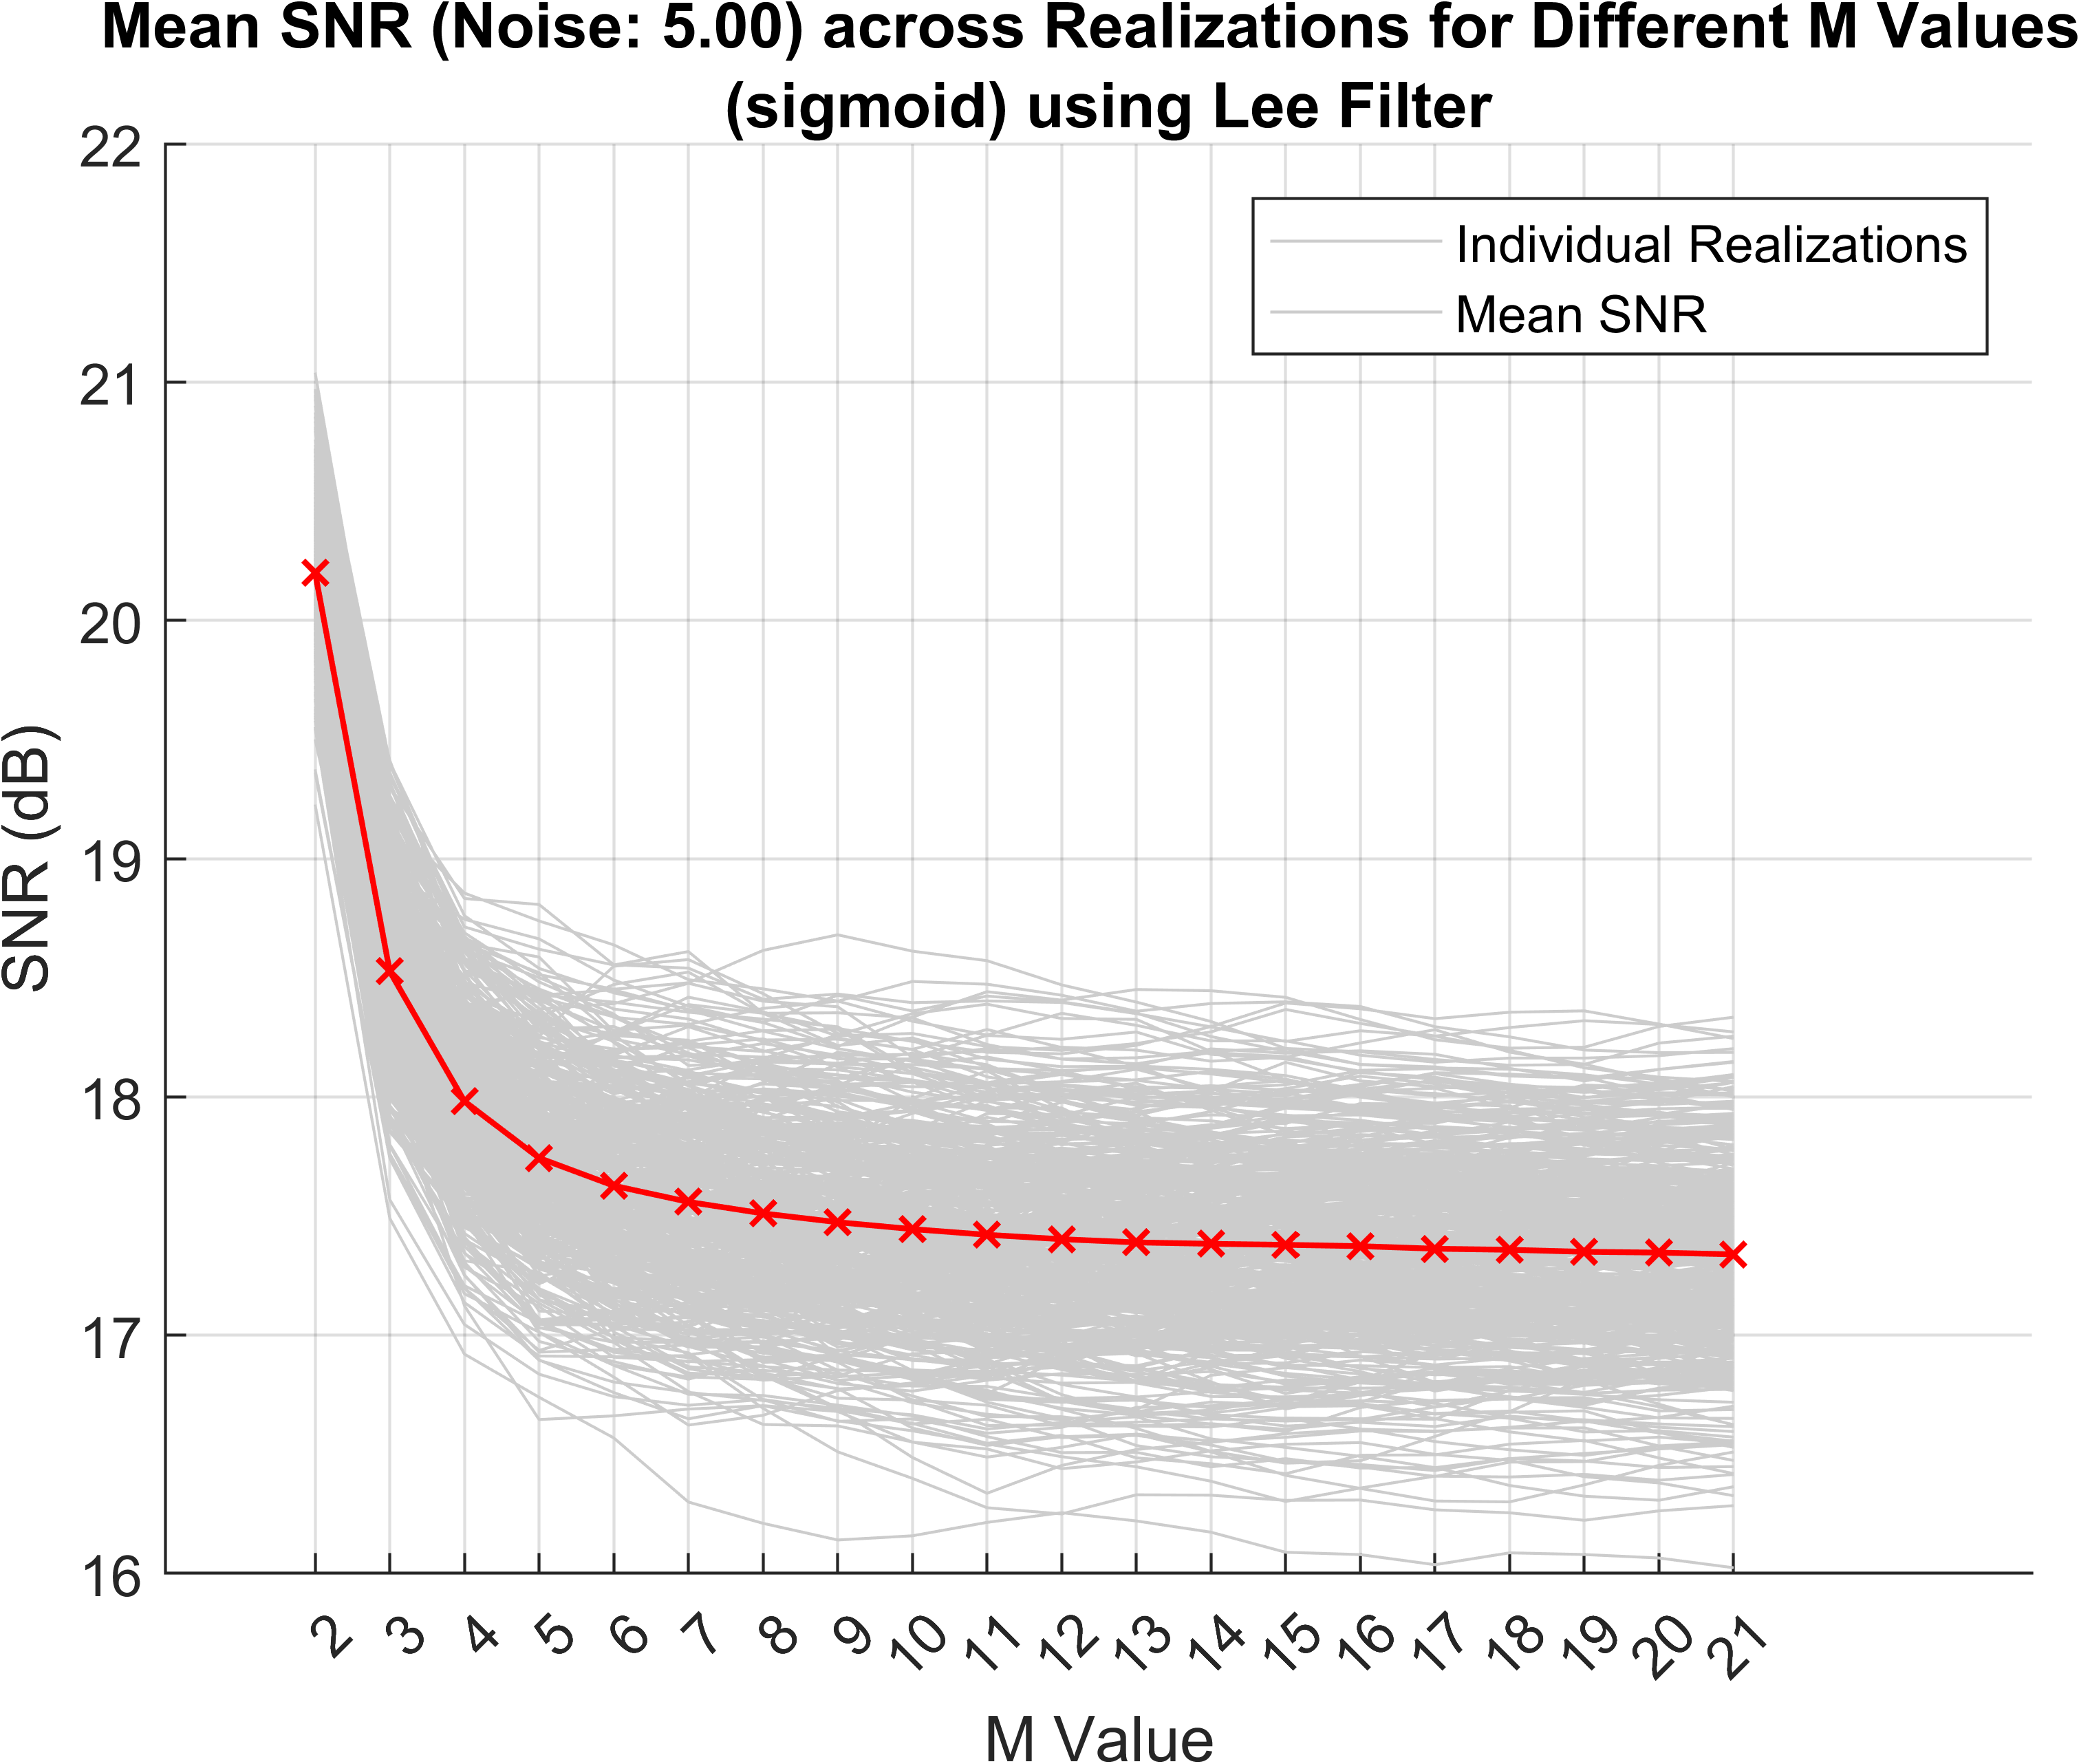 Mean SNR (Noise: 5.00) across Realizations for Different M Values
(sigmoid) using Lee Filter
22
21
20
19
18
17
16
SNR (dB)
Individual Realizations
Mean SNR
2 3 4 5 6 7 8 9 10 11 12 13 14 15 16 17 18 19 20 21
M Value